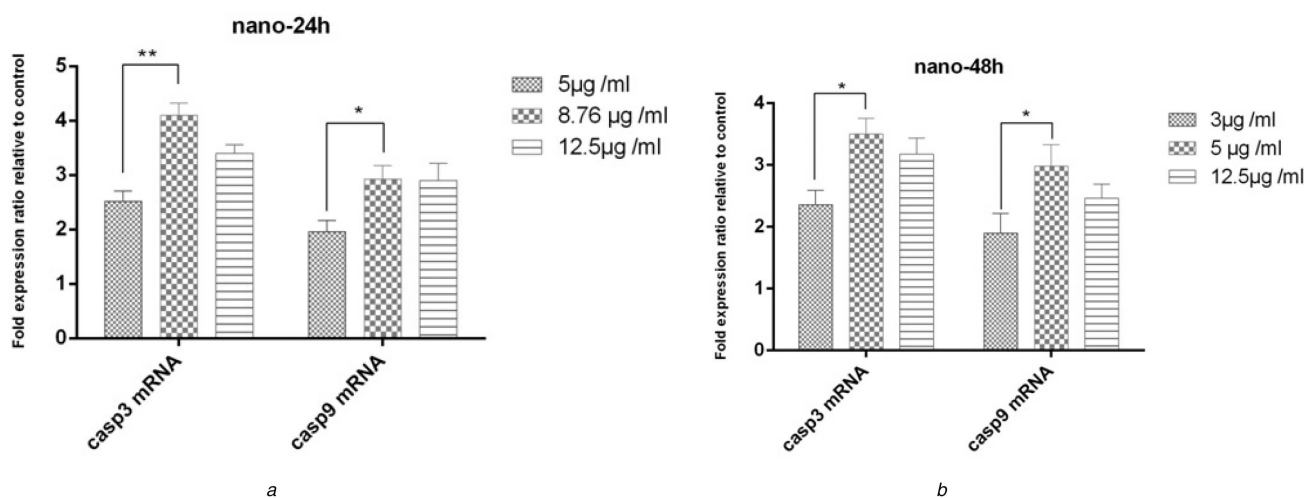 nano-24h
Fold expression ratio relative to control
5
4
3
2
1
0
**
*
casp3 mRNA
casp9 mRNA
5µg /ml
8.76 µg /ml
12.5µg /ml
a
nano-48h
Fold expression ratio relative to control
4
3
2
1
0
*
*
casp3 mRNA
casp9 mRNA
3µg /ml
5 µg /ml
12.5µg /ml
b